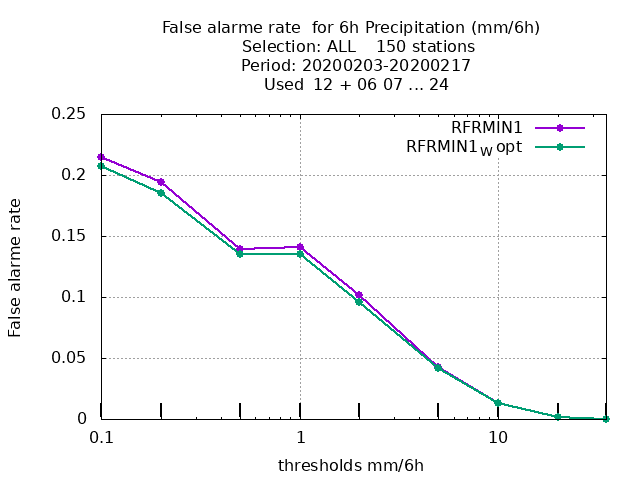 False alarme rate  for 6h Precipitation (mm/6h)
Selection: ALL    150 stations
Period: 20200203-20200217
Used  12 + 06 07 ... 24
RFRMIN1
RFRMIN1W opt
0.25
0.2
0.15
0.1
0.05
0
False alarme rate
0.1
1
10
thresholds mm/6h